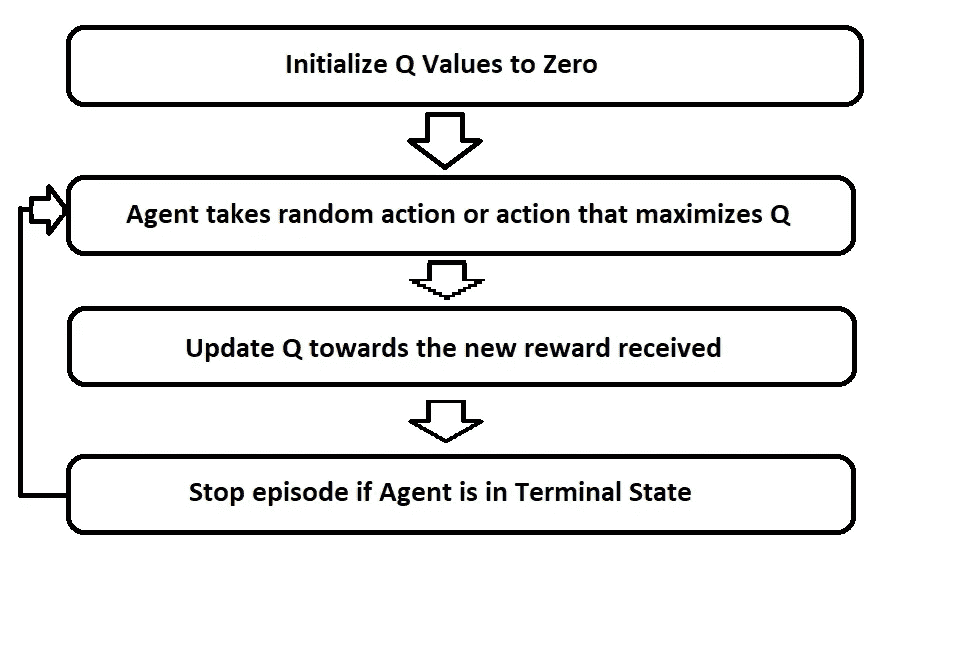 Initialize Q Values to Zero
Agent takes random action or action that maximizes Q
Update Q towards the new reward received
Stop episode if Agent is in Terminal State